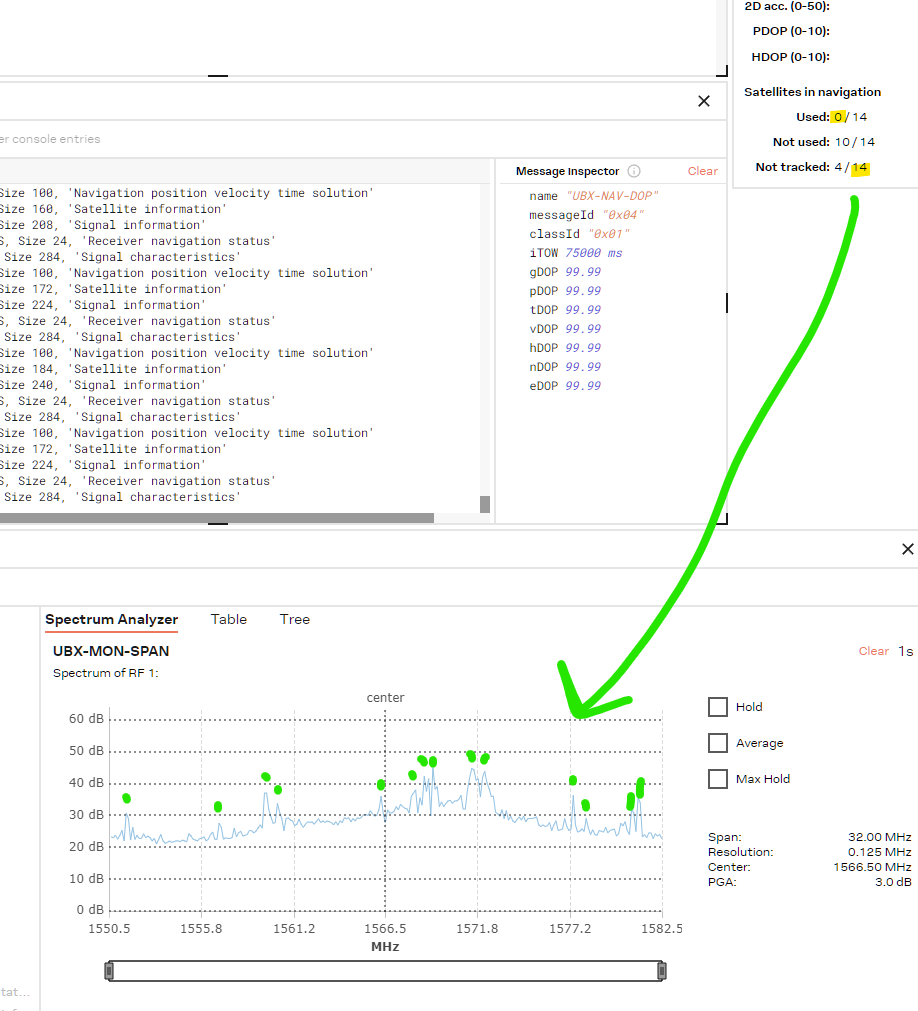 2D acc. (0-50):
PDOP (0-10):
HDOP (0-10):
Satellites in navigation
Used: 0 / 14
Not used: 10 / 14
Not tracked: 4 / 14
er console entries
Message Inspector
Clear
Size 100, 'Navigation position velocity time solution'
Size 160, 'Satellite information'
Size 208, 'Signal information'
S, Size 24, 'Receiver navigation status'
Size 284, 'Signal characteristics'
Size 100, 'Navigation position velocity time solution'
Size 172, 'Satellite information'
Size 224, 'Signal information'
S, Size 24, 'Receiver navigation status'
Size 284, 'Signal characteristics'
Size 100, 'Navigation position velocity time solution'
Size 184, 'Satellite information'
Size 240, 'Signal information'
S, Size 24, 'Receiver navigation status'
Size 284, 'Signal characteristics'
Size 100, 'Navigation position velocity time solution'
Size 172, 'Satellite information'
Size 224, 'Signal information'
S, Size 24, 'Receiver navigation status'
Size 284, 'Signal characteristics'
name "UBX-NAV-DOP"
messageId "0x04"
classId "0x01"
iTOW 75000 ms
gDOP 99.99
pDOP 99.99
tDOP 99.99
vDOP 99.99
hDOP 99.99
nDOP 99.99
eDOP 99.99
Spectrum Analyzer Table Tree
UBX-MON-SPAN
Clear 1s
Spectrum of RF 1:
center
60 dB
50 dB
40 dB
30 dB
20 dB
10 dB
0 dB
1550.5 1555.8 1561.2 1566.5 1571.8 1577.2 1582.5
MHz
Hold
Average
Max Hold
Span: 32.00 MHz
Resolution: 0.125 MHz
Center: 1566.50 MHz
PGA: 3.0 dB
tat...